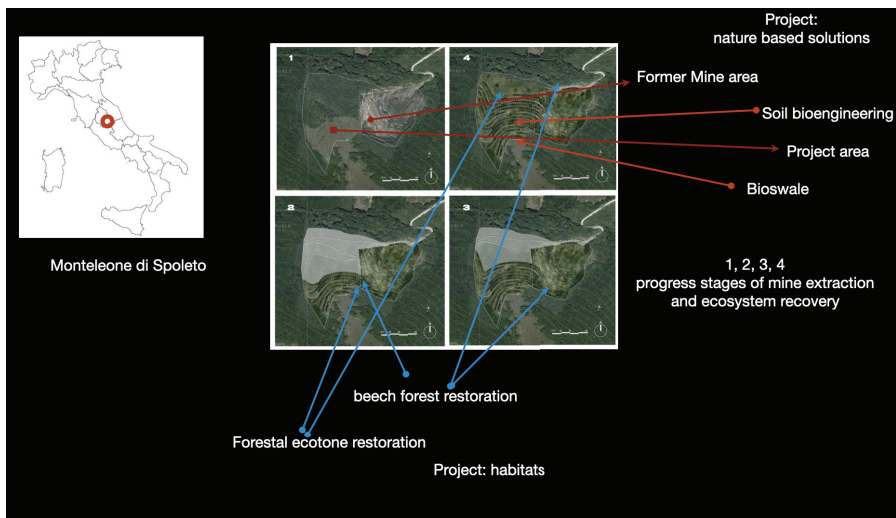 Project:
nature based solutions
1
4
Former Mine area
Soil bioengineering
Project area
Bioswale
2
3
Monteleone di Spoleto
1, 2, 3, 4
progress stages of mine extraction
and ecosystem recovery
beech forest restoration
Forestal ecotone restoration
Project: habitats